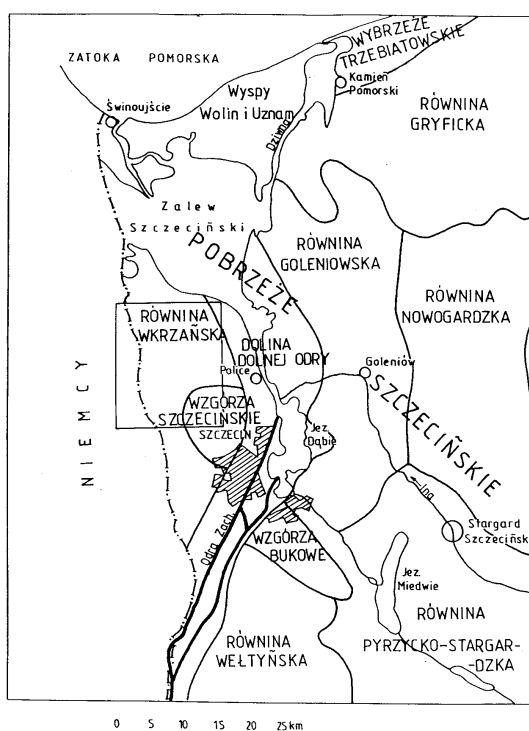 WYBRZEŻE
TRZEBIATOWSKIE
ZATOKA POMORSKA
Kamień
Pomorski
Wyspy
Wolin i Uznam
Świnoujście
Dziwna
RÓWNINA
GRYFICKA
Zalew
Szczeciński
POBRZEŻE
RÓWNINA
GOLENIOWSKA
RÓWNINA
NOWOGARDZKA
RÓWNINA
WKRZAŃSKA
DOLINA
DOLNEJ ODRY
Police
Goleniów
SZCZECIŃSKIE
NIEMCY
WZGÓRZA
SZCZECIŃSKIE
SZCZECIN
Jez.
Dąbie
Ina
Stargard
Szczecińsk
Odra Zach.
WZGÓRZA
BUKOWE
Jez.
Miedwie
RÓWNINA
WEŁTYŃSKA
RÓWNINA
PYRZYCKO-STARGAR-
-DZKA
0 5 10 15 20 25 km